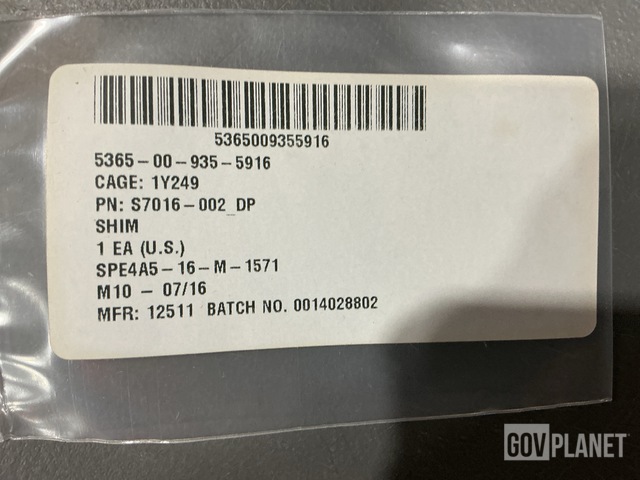 5365009355916
5365-00-935-5916
CAGE: 1Y249
PN: S7016-002_DP
SHIM
1 EA (U.S.)
SPE4A5-16-M-1571
M10 - 07/16
MFR: 12511 BATCH NO. 0014028802
GOVPLANET